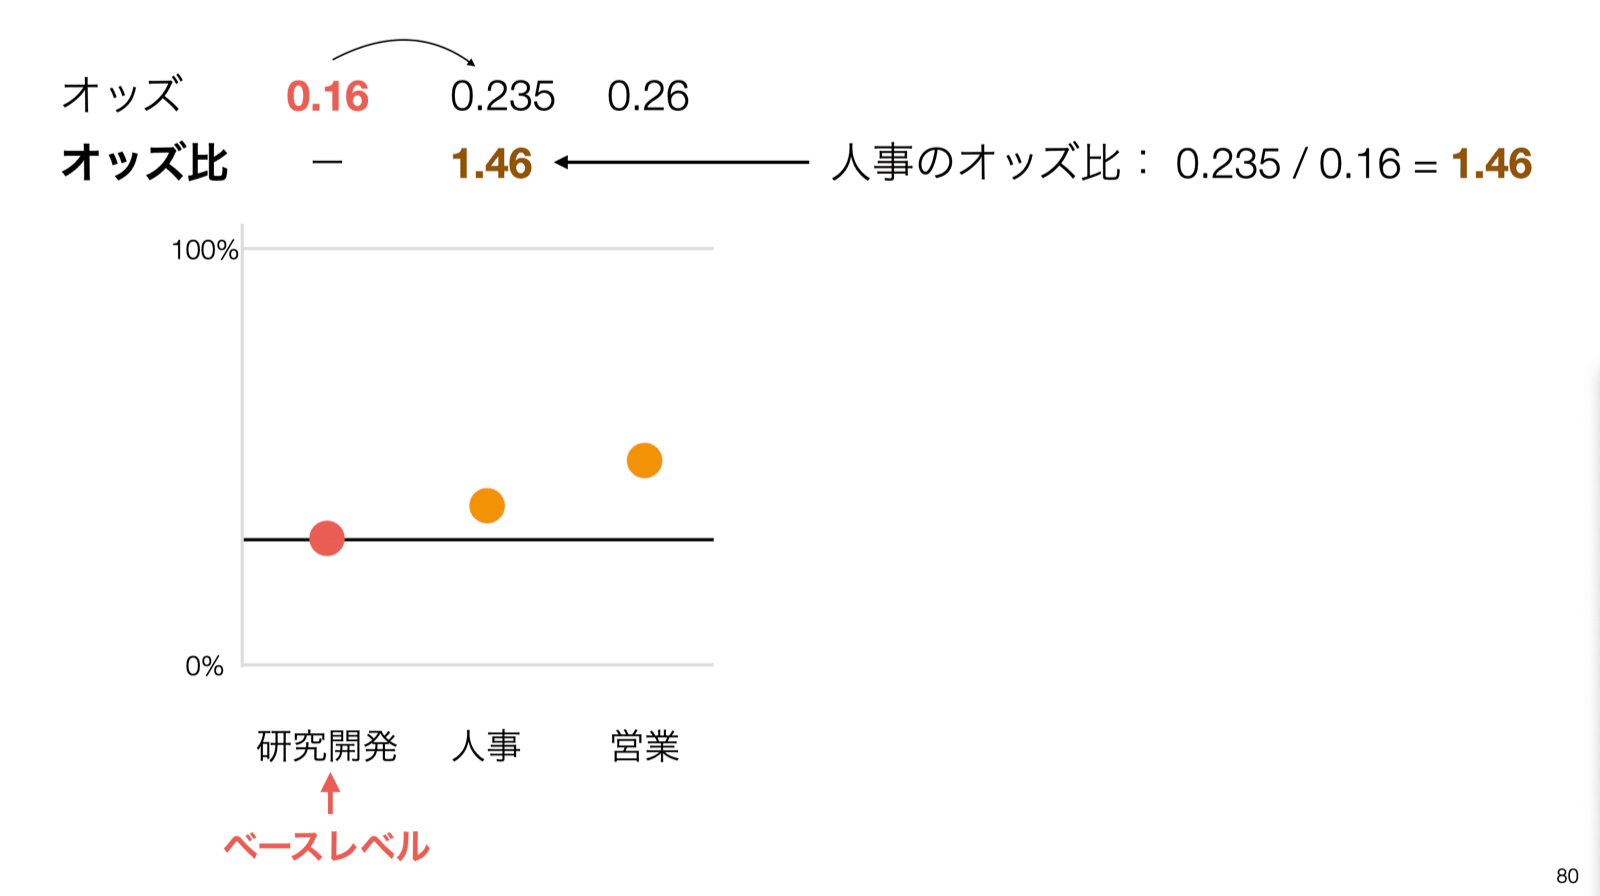 オッズ 0.16 0.235 0.26
オッズ比 － 1.46 人事のオッズ比： 0.235 / 0.16 = 1.46
100%
0%
研究開発 人事 営業
ベースレベル
80